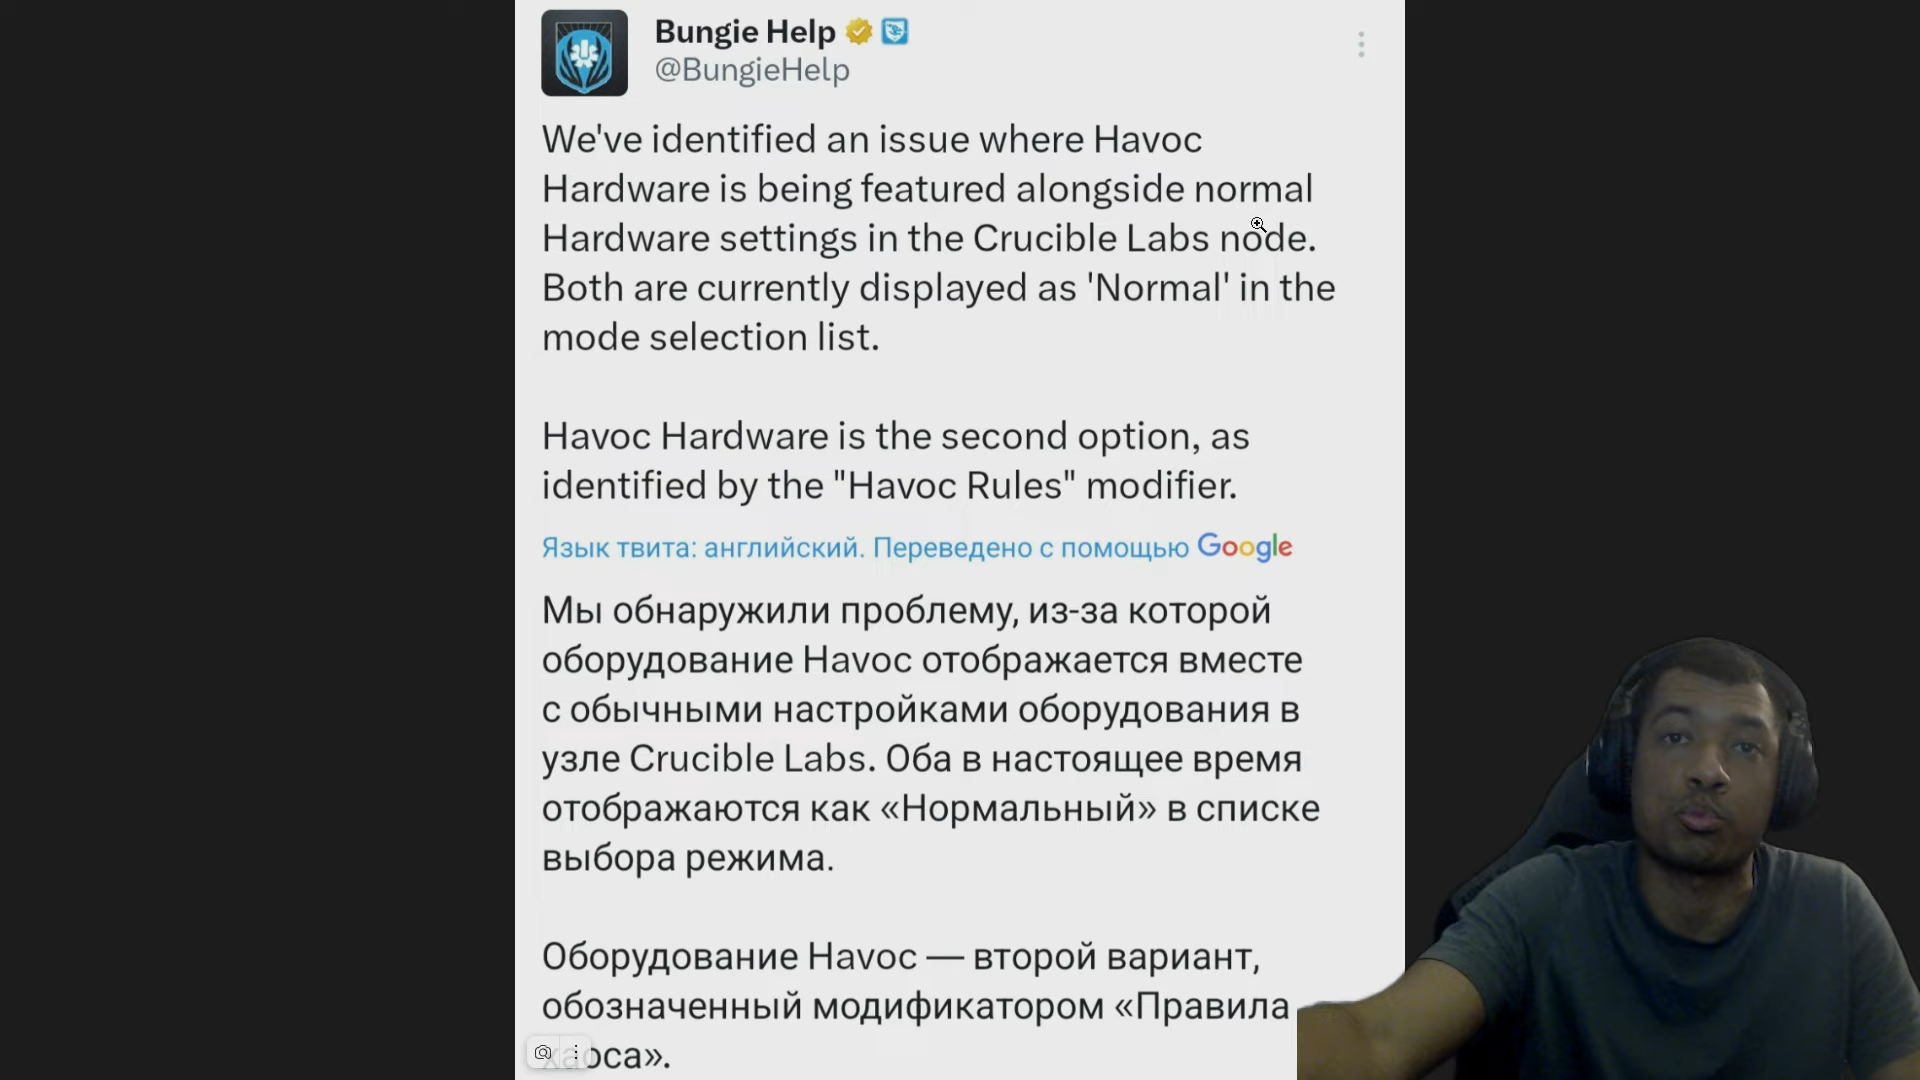 Bungie Help
@BungieHelp
We've identified an issue where Havoc
Hardware is being featured alongside normal
Hardware settings in the Crucible Labs node.
Both are currently displayed as 'Normal' in the
mode selection list.
Havoc Hardware is the second option, as
identified by the "Havoc Rules" modifier.
Язык твита: английский. Переведено с помощью Google
Мы обнаружили проблему, из-за которой
оборудование Havoc отображается вместе
с обычными настройками оборудования в
узле Crucible Labs. Оба в настоящее время
отображаются как «Нормальный» в списке
выбора режима.
Оборудование Havoc — второй вариант,
обозначенный модификатором «Правила
хаоса».